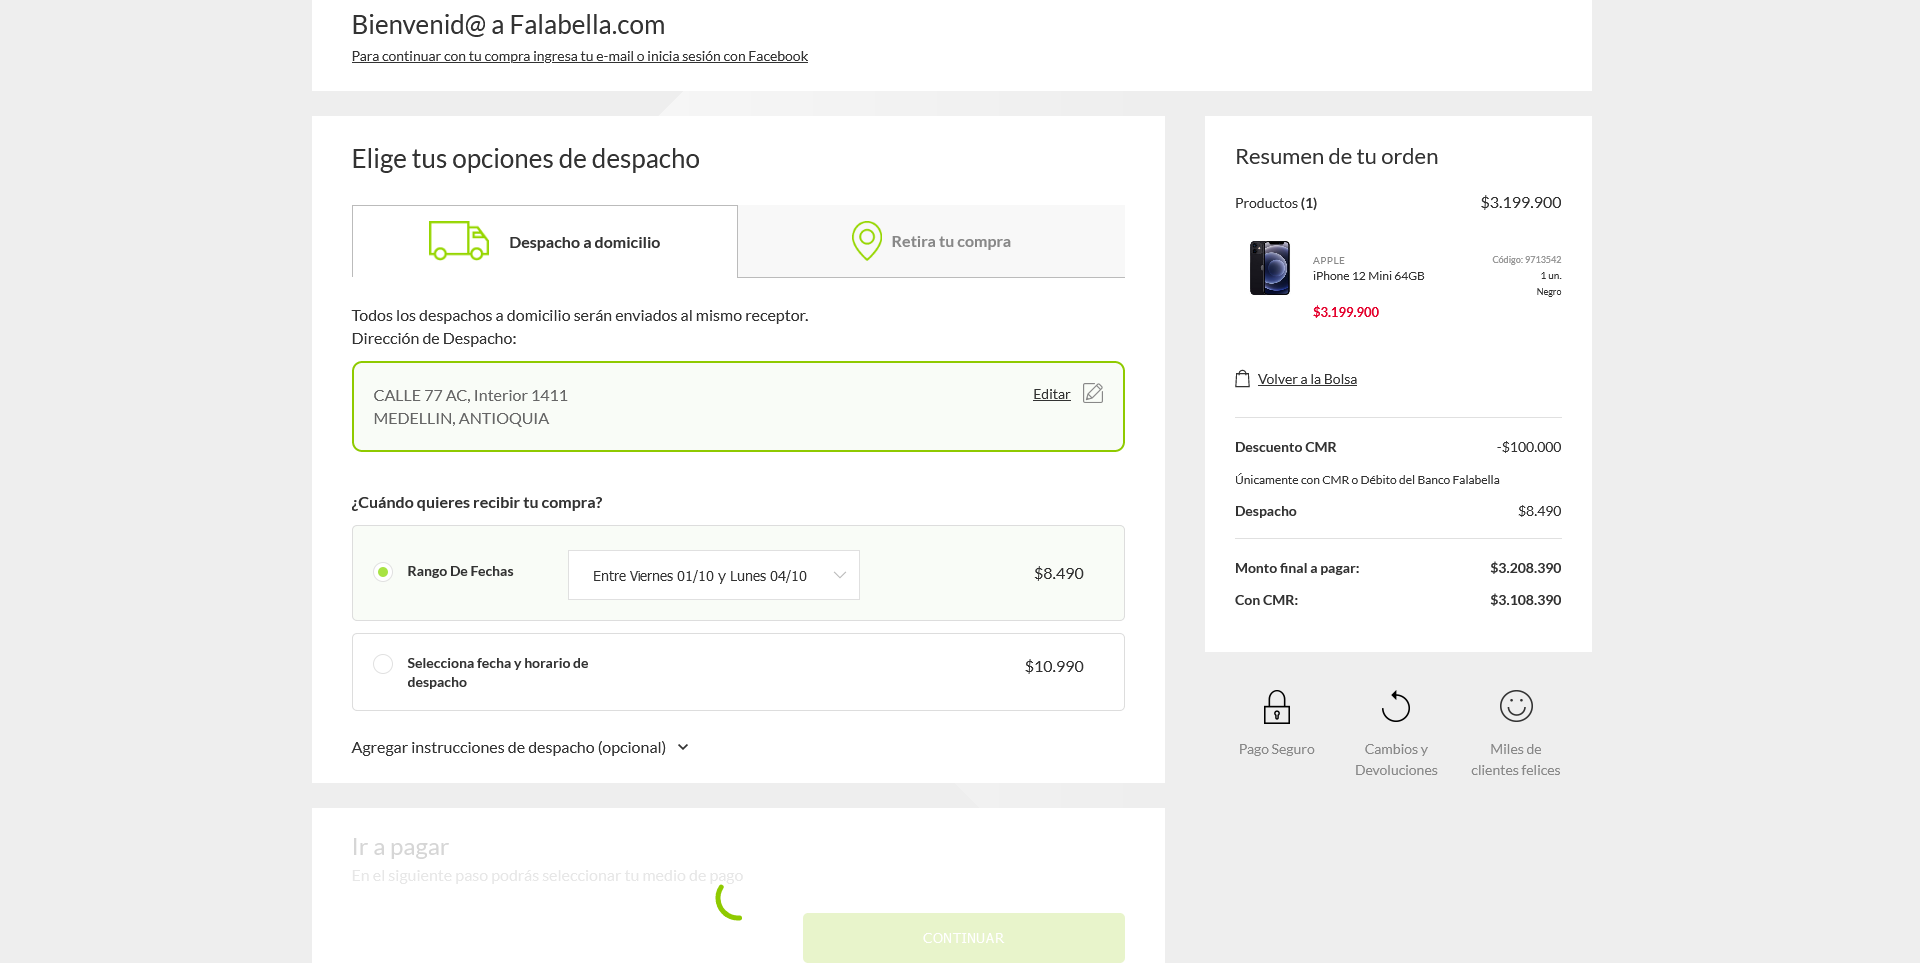 Bienvenid@ a Falabella.com
Para continuar con tu compra ingresa tu e-mail o inicia sesión con Facebook
Elige tus opciones de despacho
Despacho a domicilio
Retira tu compra
Todos los despachos a domicilio serán enviados al mismo receptor.
Dirección de Despacho:
CALLE 77 AC, Interior 1411
MEDELLIN, ANTIOQUIA
Editar
¿Cuándo quieres recibir tu compra?
Rango De Fechas
Entre Viernes 01/10 y Lunes 04/10
$8.490
Selecciona fecha y horario de
despacho
$10.990
Agregar instrucciones de despacho (opcional)
Ir a pagar
En el siguiente paso podrás seleccionar tu medio de pago
CONTINUAR
Resumen de tu orden
Productos (1) $3.199.900
APPLE
iPhone 12 Mini 64GB
$3.199.900
Código: 9713542
1 un.
Negro
Volver a la Bolsa
Descuento CMR -$100.000
Únicamente con CMR o Débito del Banco Falabella
Despacho $8.490
Monto final a pagar: $3.208.390
Con CMR: $3.108.390
Pago Seguro
Cambios y
Devoluciones
Miles de
clientes felices